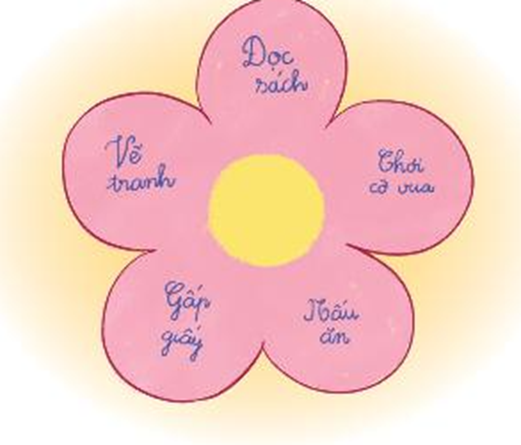 Đọc
sách
Vẽ
tranh
Chơi
cờ vua
Gấp
giấy
Nấu
ăn